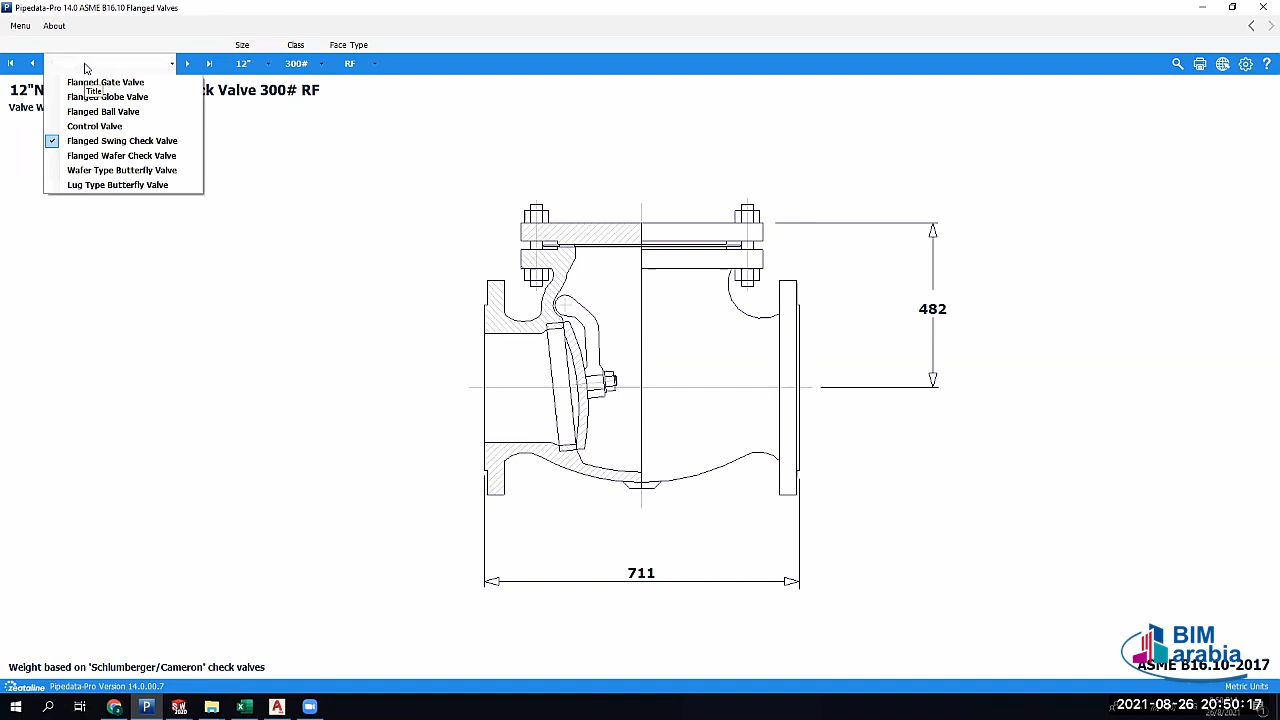 Pipedata-Pro 14.0 ASME B16.10 Flanged Valves
Menu About
Size Class Face Type
12" 300# RF
12"N k Valve 300# RF
Valve W
Flanged Gate Valve
Title
Flanged Globe Valve
Flanged Ball Valve
Control Valve
Flanged Swing Check Valve
Flanged Wafer Check Valve
Wafer Type Butterfly Valve
Lug Type Butterfly Valve
482
711
BIM
arabia
Weight based on 'Schlumberger/Cameron' check valves
ASME B16.10-2017
zeataline Pipedata-Pro Version 14.0.00.7
Metric Units
2021-08-26 20:50:17